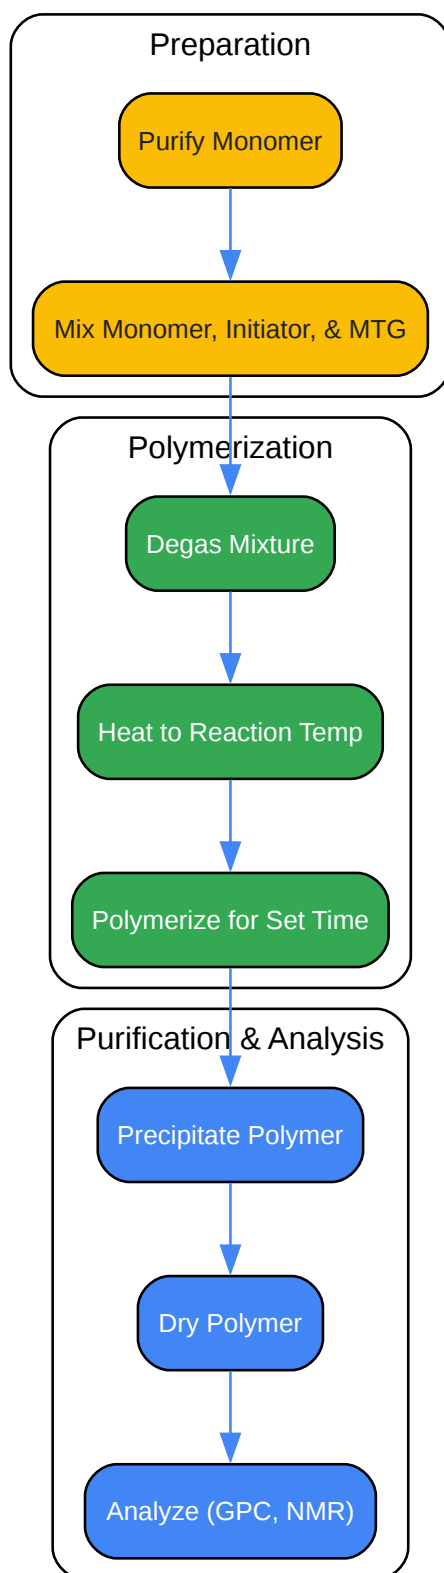 Preparation
Purify Monomer
Mix Monomer, Initiator, & MTG
Polymerization
Degas Mixture
Heat to Reaction Temp
Polymerize for Set Time
Purification & Analysis
Precipitate Polymer
Dry Polymer
Analyze (GPC, NMR)